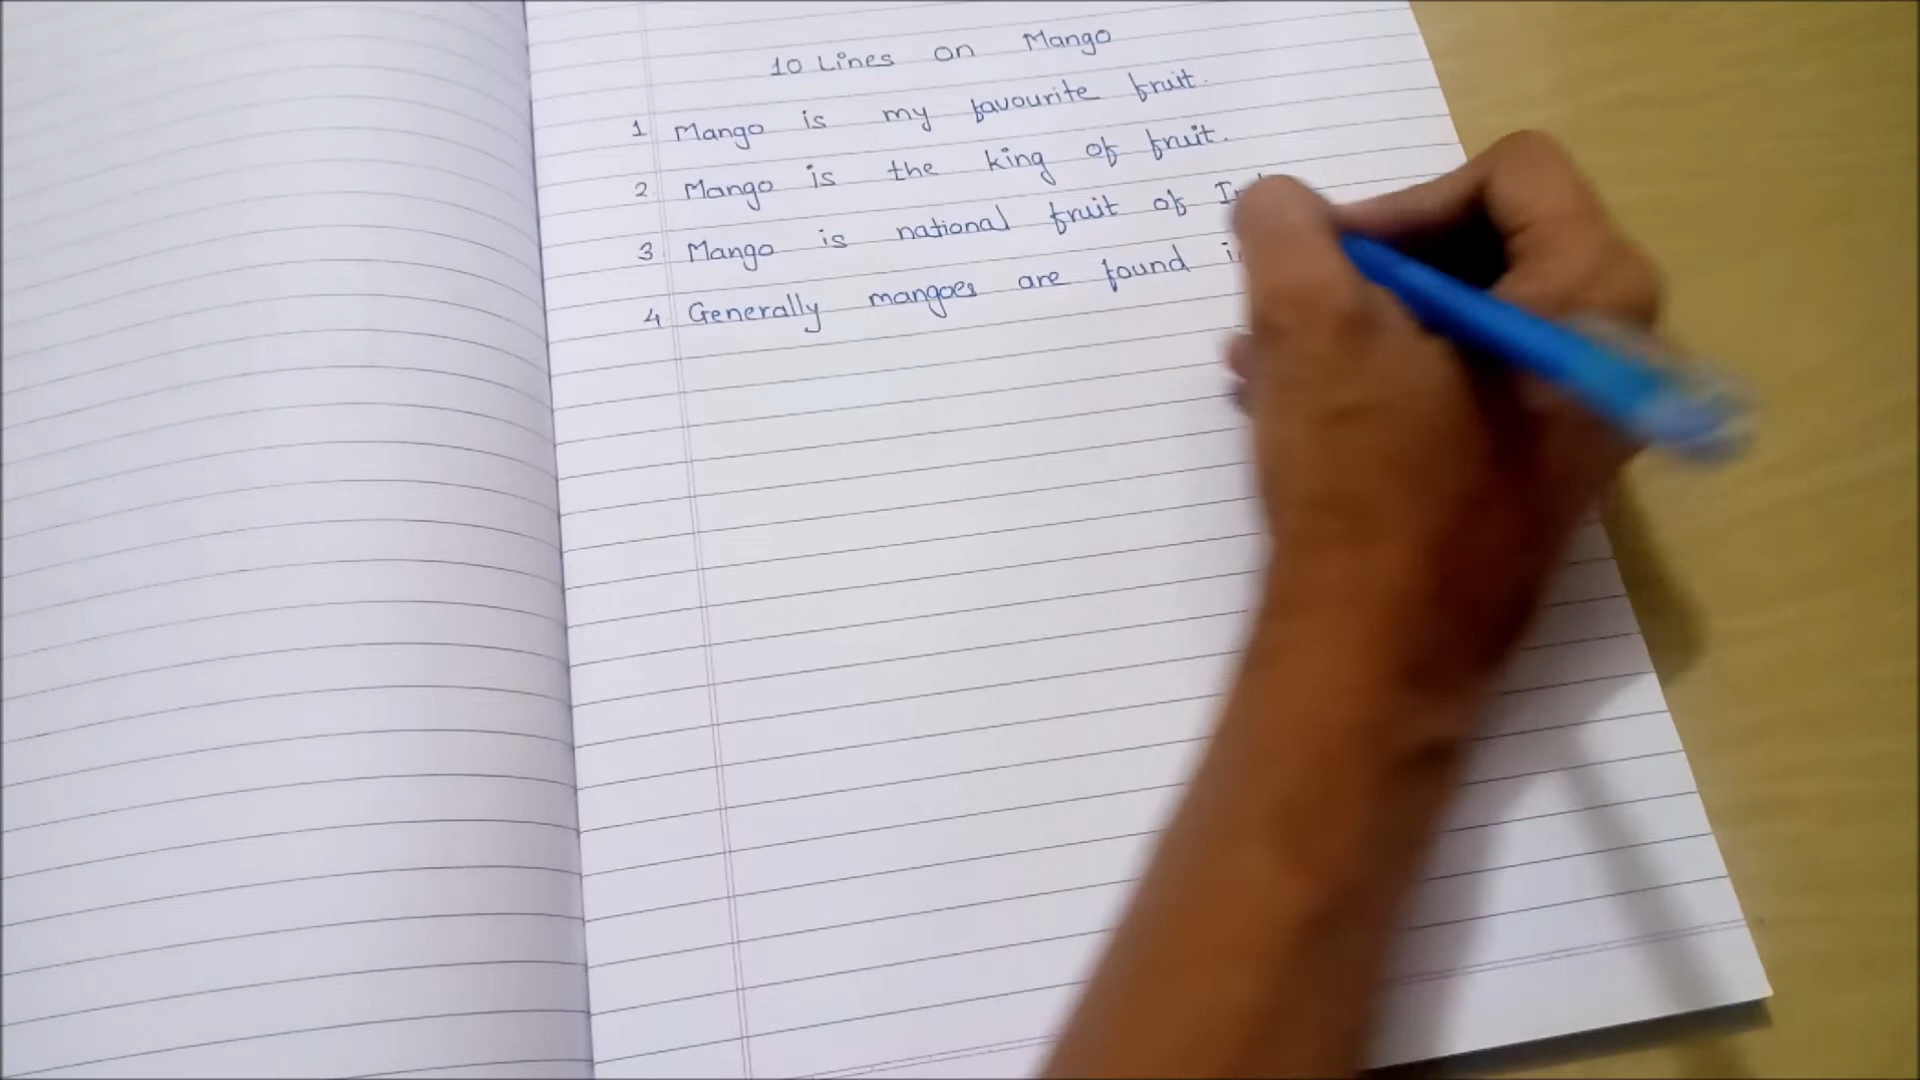 10 Lines on Mango
1 Mango is my favourite fruit.
2 Mango is the king of fruit.
3 Mango is national fruit of
4 Generally mangoes are found